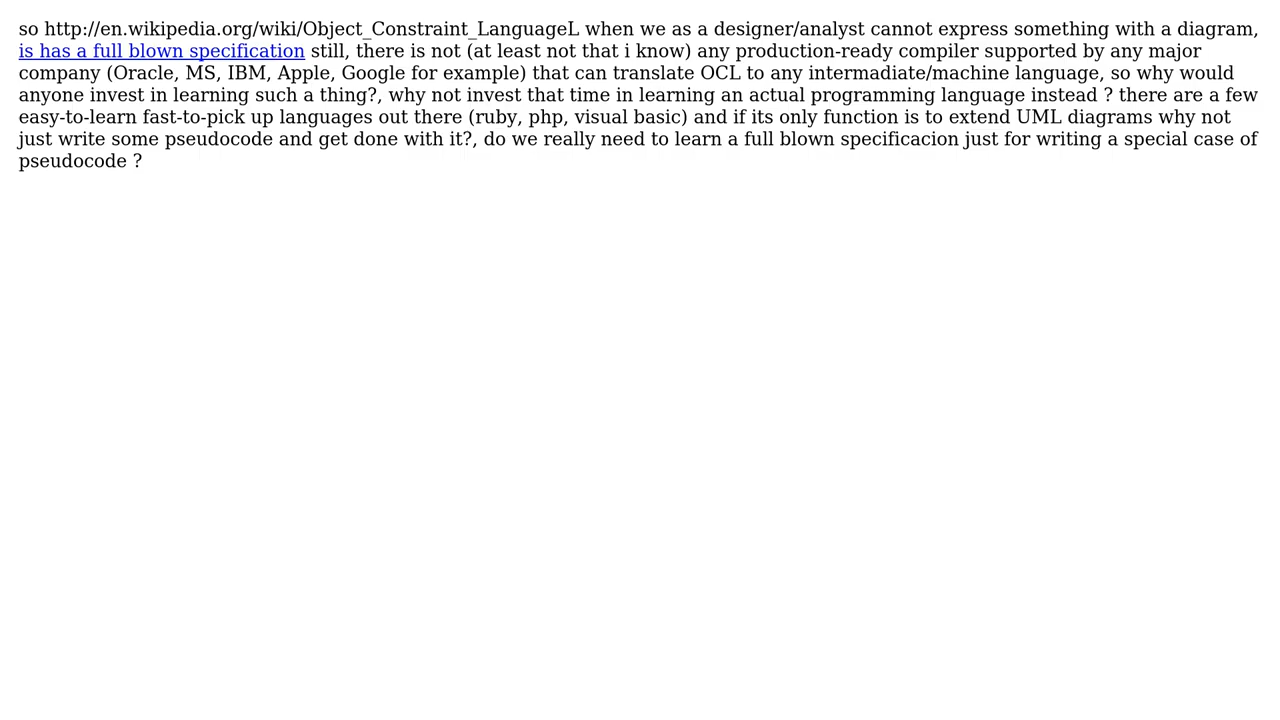 so http://en.wikipedia.org/wiki/Object_Constraint_LanguageL when we as a designer/analyst cannot express something with a diagram,
is has a full blown specification still, there is not (at least not that i know) any production-ready compiler supported by any major
company (Oracle, MS, IBM, Apple, Google for example) that can translate OCL to any intermadiate/machine language, so why would
anyone invest in learning such a thing?, why not invest that time in learning an actual programming language instead ? there are a few
easy-to-learn fast-to-pick up languages out there (ruby, php, visual basic) and if its only function is to extend UML diagrams why not
just write some pseudocode and get done with it?, do we really need to learn a full blown specificacion just for writing a special case of
pseudocode ?